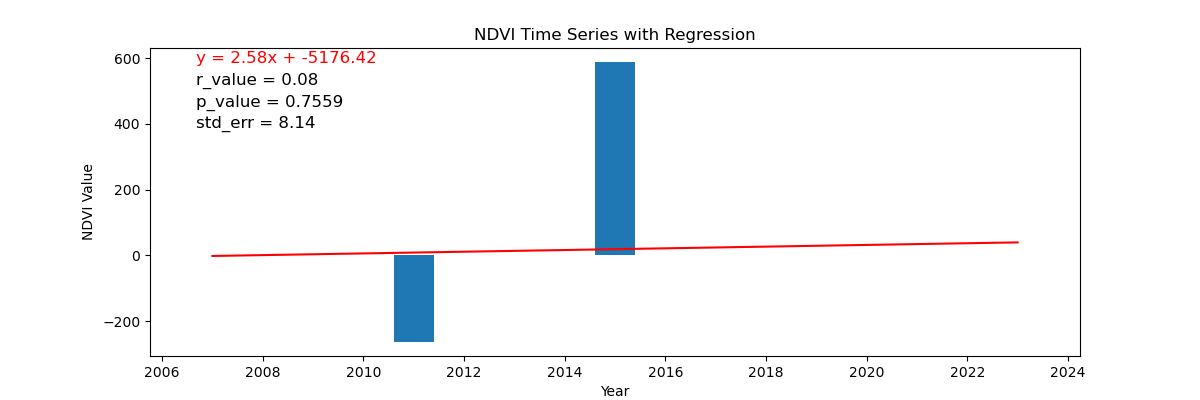 NDVI Time Series with Regression
y = 2.58x + -5176.42
r_value = 0.08
p_value = 0.7559
std_err = 8.14
600
400
200
0
−200
NDVI Value
2006 2008 2010 2012 2014 2016 2018 2020 2022 2024
Year